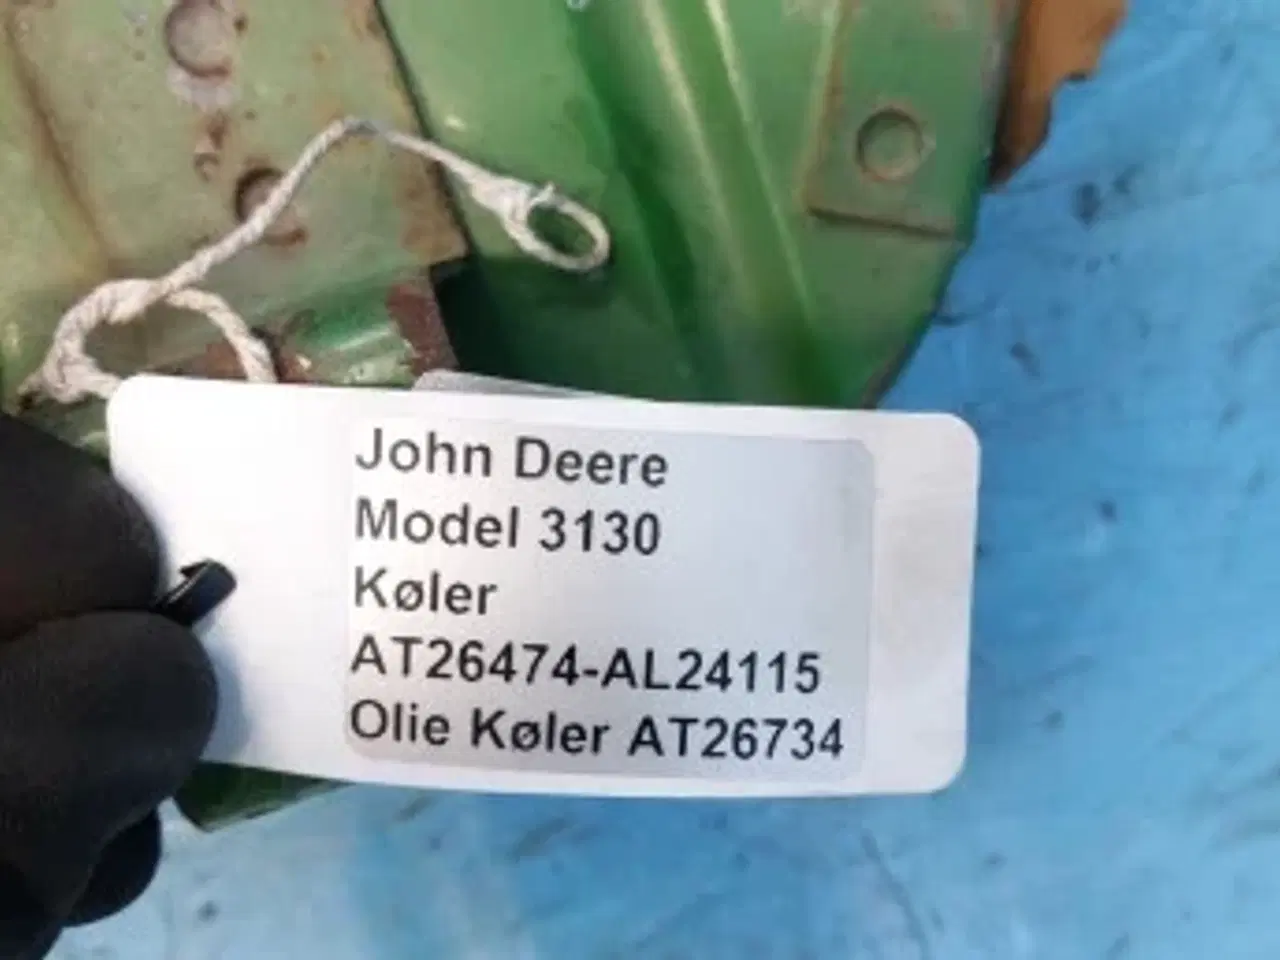 John Deere
Model 3130
Køler
AT26474-AL24115
Olie Køler AT26734